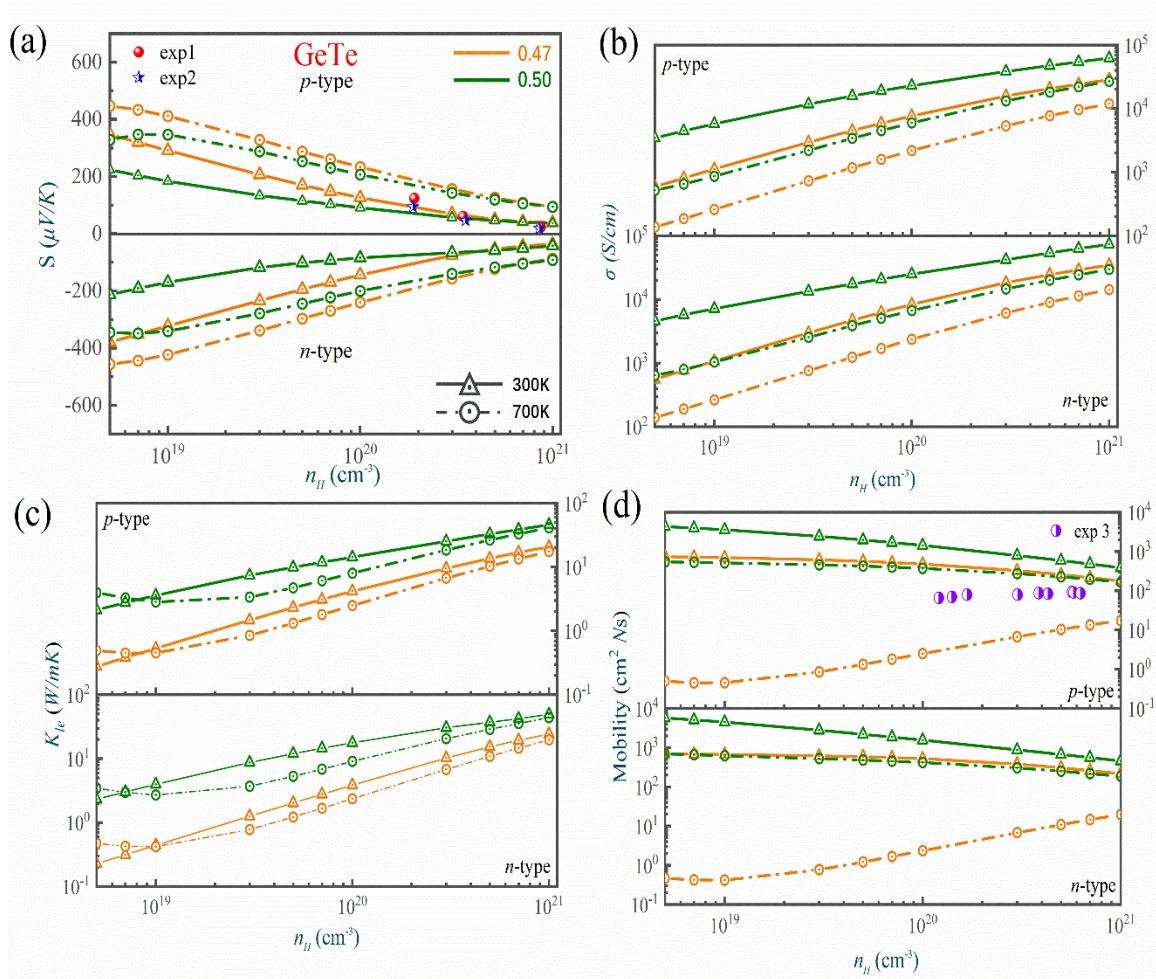 (a)
exp1
exp2
GeTe
p-type
0.47
0.50
600
400
200
0
-200
-400
-600
S (μV/K)
n-type
300K
700K
10¹⁹
10²⁰
10²¹
n_H (cm⁻³)
(b)
p-type
10⁵
10⁴
10³
10²
10⁵
10⁴
10³
10²
σ (S/cm)
n-type
10¹⁹
10²⁰
10²¹
n_H (cm⁻³)
(c)
p-type
10²
10¹
10⁰
10⁻¹
10²
10¹
10⁰
10⁻¹
K_le (W/mK)
n-type
10¹⁹
10²⁰
10²¹
n_H (cm⁻³)
(d)
exp 3
10⁴
10³
10²
10¹
10⁰
10⁻¹
p-type
10⁴
10³
10²
10¹
10⁰
10⁻¹
Mobility (cm² /Vs)
n-type
10¹⁹
10²⁰
10²¹
n_H (cm⁻³)